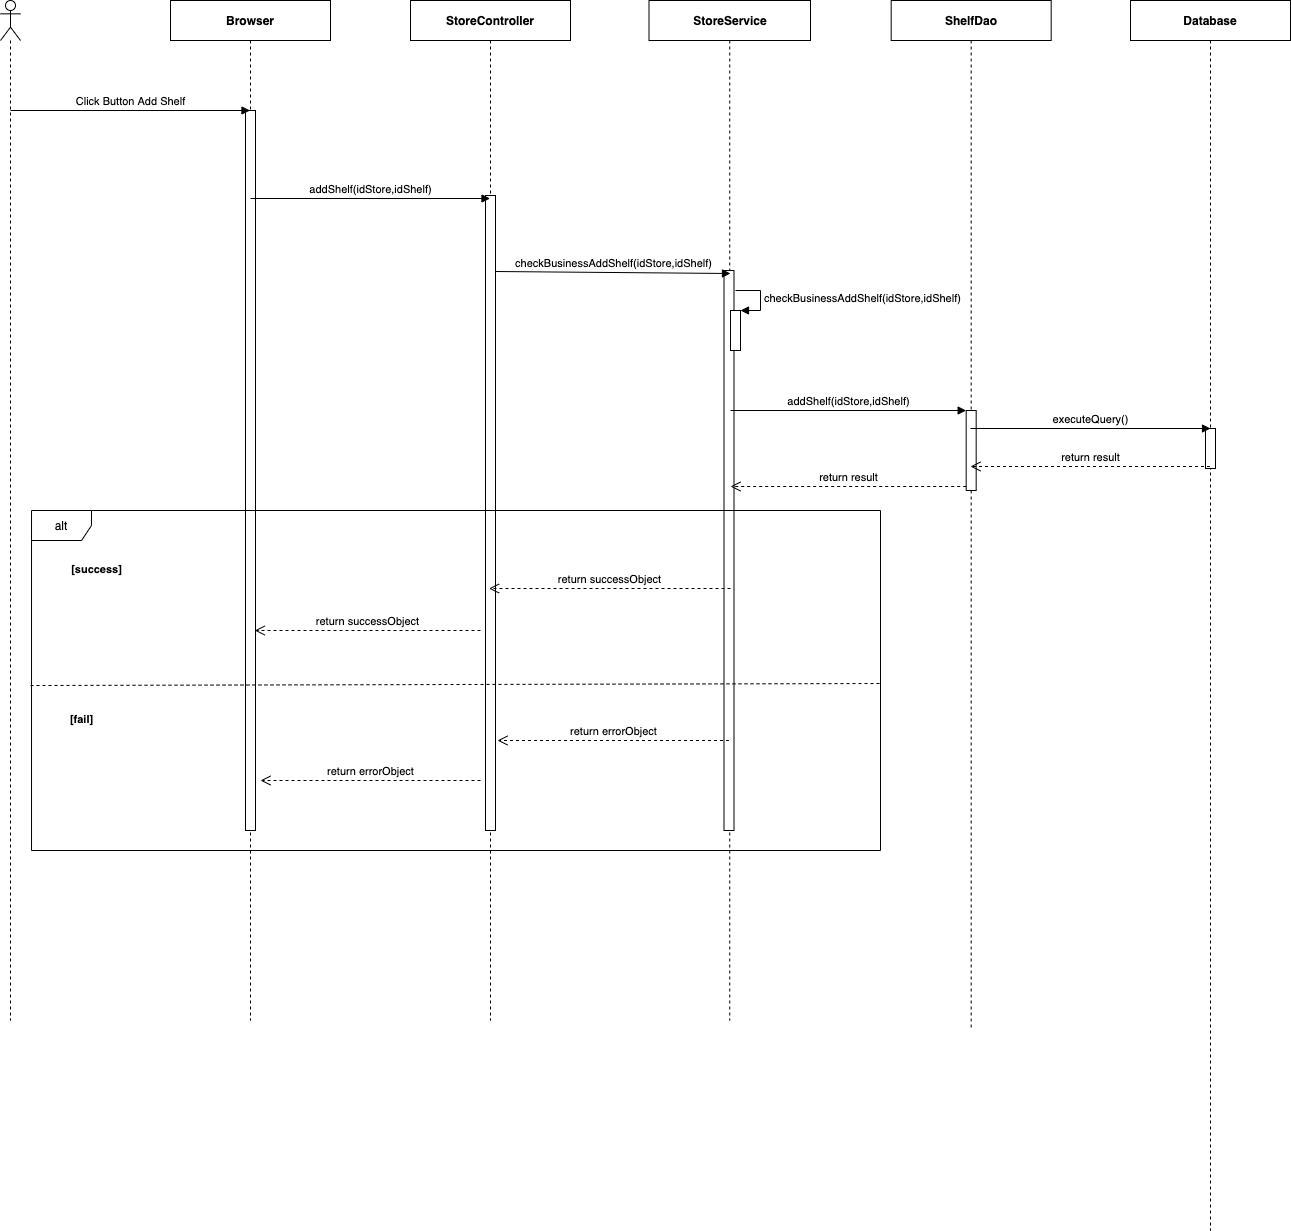 Browser
StoreController
StoreService
ShelfDao
Database
Click Button Add Shelf
addShelf(idStore,idShelf)
checkBusinessAddShelf(idStore,idShelf)
checkBusinessAddShelf(idStore,idShelf)
addShelf(idStore,idShelf)
executeQuery()
return result
return result
alt
[success]
return successObject
return successObject
[fail]
return errorObject
return errorObject